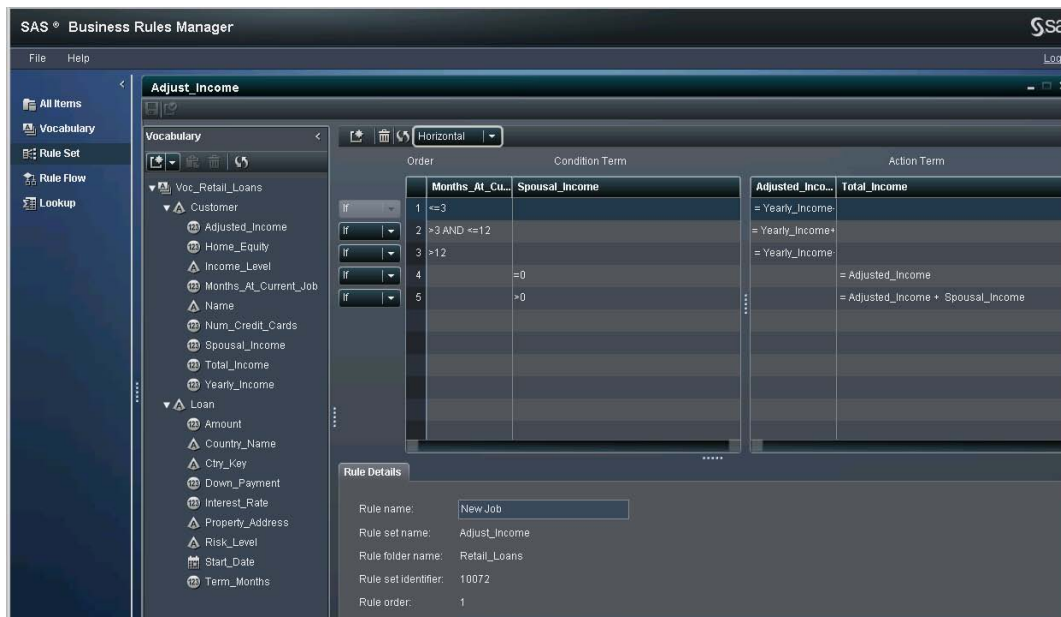 SAS ® Business Rules Manager
Ssa
File Help
Log
Adjust_Income
All Items
Vocabulary
Rule Set
Rule Flow
Lookup
Vocabulary
Horizontal
Order Condition Term Action Term
Months_At_Cu... Spousal_Income Adjusted_Inco... Total_Income
If 1 <=3 = Yearly_Income-
If 2 >3 AND <=12 = Yearly_Income+
If 3 >12 = Yearly_Income-
If 4 =0 = Adjusted_Income
If 5 >0 = Adjusted_Income + Spousal_Income
Voc_Retail_Loans
Customer
Adjusted_Income
Home_Equity
Income_Level
Months_At_Current_Job
Name
Num_Credit_Cards
Spousal_Income
Total_Income
Yearly_Income
Loan
Amount
Country_Name
Ctry_Key
Down_Payment
Interest_Rate
Property_Address
Risk_Level
Start_Date
Term_Months
Rule Details
Rule name: New Job
Rule set name: Adjust_Income
Rule folder name: Retail_Loans
Rule set identifier: 10072
Rule order: 1